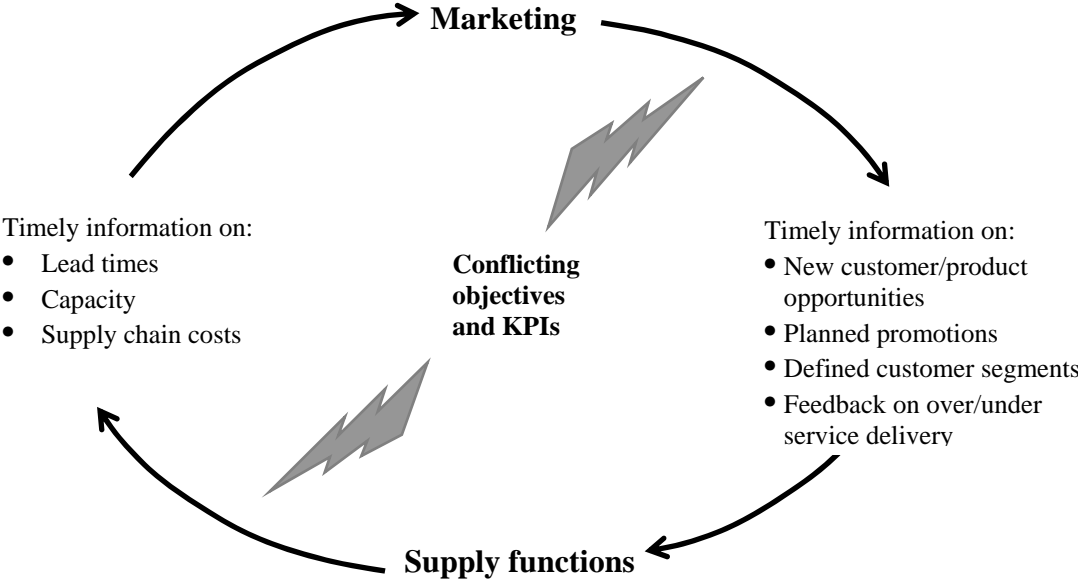 Marketing
Timely information on:
• Lead times
• Capacity
• Supply chain costs
Conflicting
objectives
and KPIs
Timely information on:
• New customer/product
opportunities
• Planned promotions
• Defined customer segments
• Feedback on over/under
service delivery
Supply functions